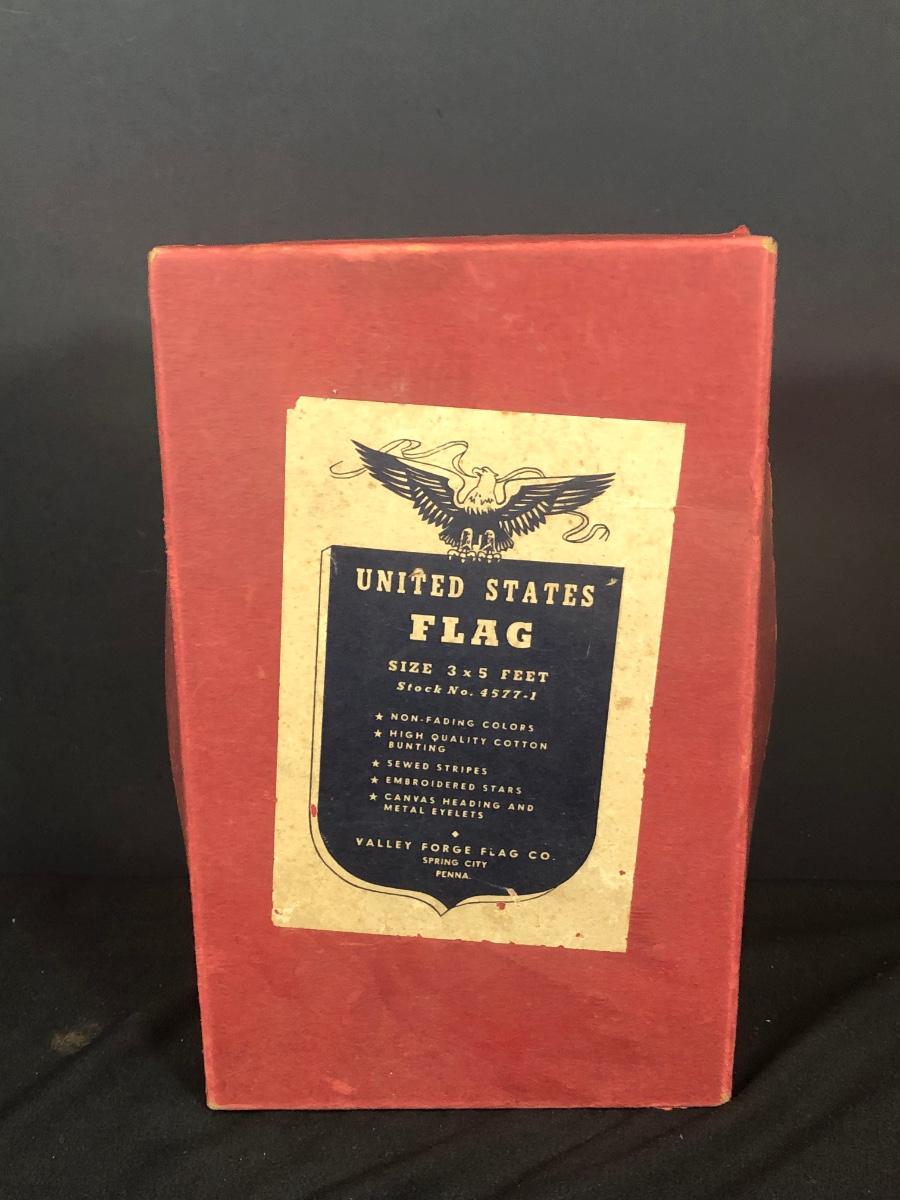 UNITED STATES
FLAG
SIZE 3 x 5 FEET
Stock No. 4577-1
★ NON-FADING COLORS
★ HIGH QUALITY COTTON
BUNTING
★ SEWED STRIPES
★ EMBROIDERED STARS
★ CANVAS HEADING AND
METAL EYELETS
VALLEY FORGE FLAG CO.
SPRING CITY
PENNA.